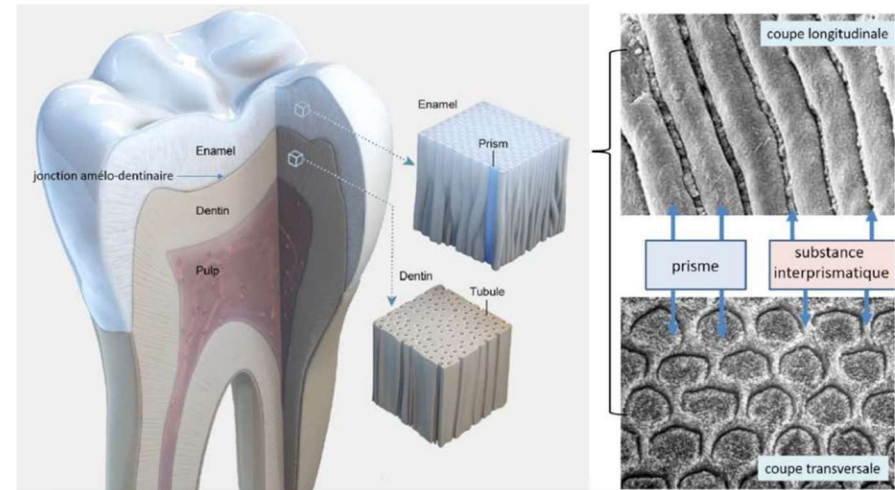 Enamel
jonction amélo-dentinaire
Dentin
Pulp
Enamel
Prism
Dentin
Tubule
coupe longitudinale
prisme
substance
interprismatique
coupe transversale